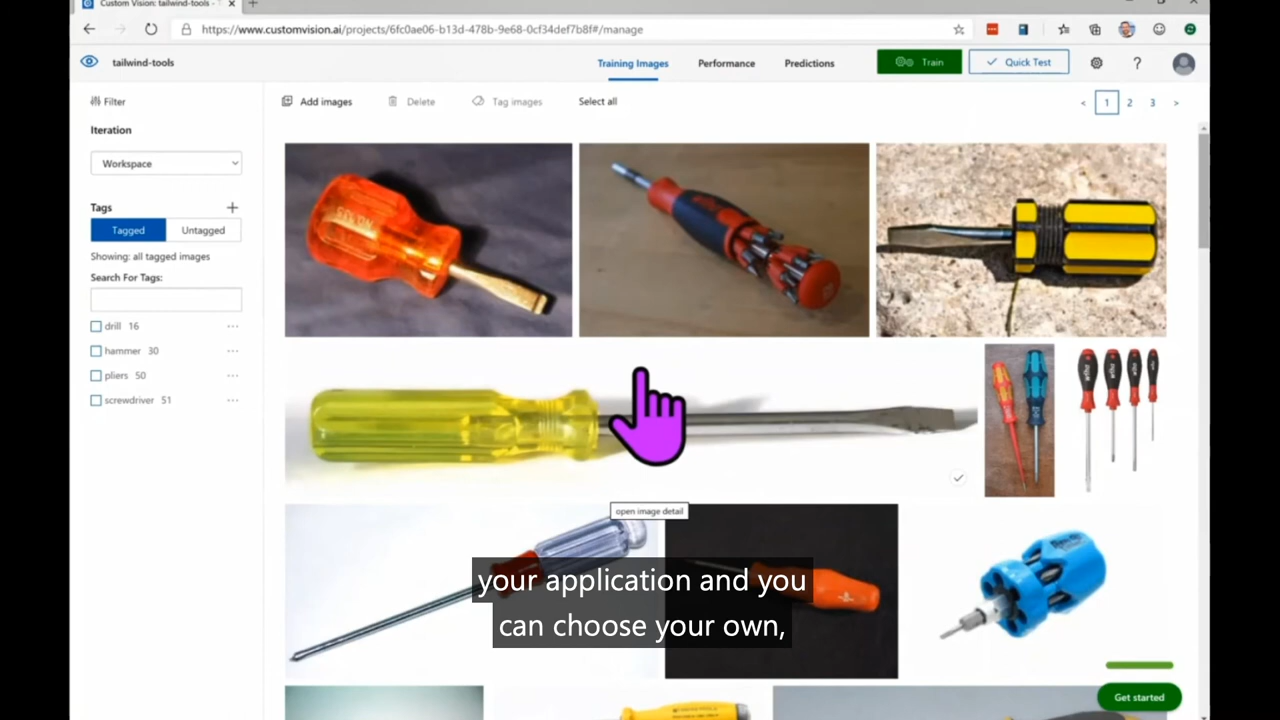 Custom Vision: tailwind-tools -
https://www.customvision.ai/projects/6fc0ae06-b13d-478b-9e68-0cf34def7b8f#/manage
tailwind-tools
Training Images
Performance
Predictions
Train
Quick Test
?
Filter
Add images
Delete
Tag images
Select all
< 1 2 3 >
Iteration
Workspace
Tags
Tagged
Untagged
Showing: all tagged images
Search For Tags:
drill 16
hammer 30
pliers 50
screwdriver 51
open image detail
your application and you
can choose your own,
Get started